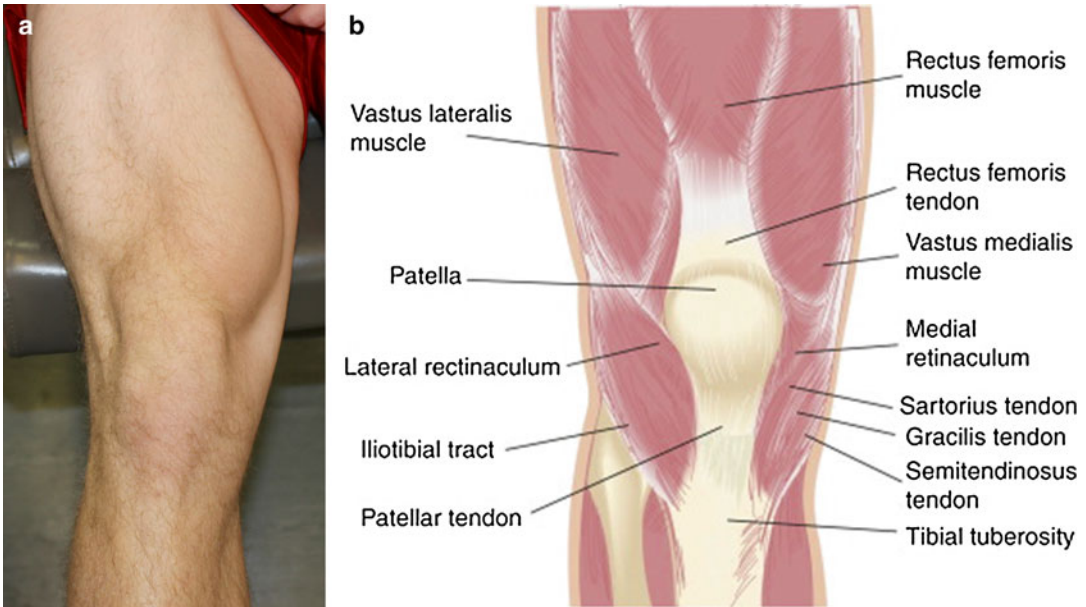 a
b
Vastus lateralis
muscle
Patella
Lateral rectinaculum
Iliotibial tract
Patellar tendon
Rectus femoris
muscle
Rectus femoris
tendon
Vastus medialis
muscle
Medial
retinaculum
Sartorius tendon
Gracilis tendon
Semitendinosus
tendon
Tibial tuberosity